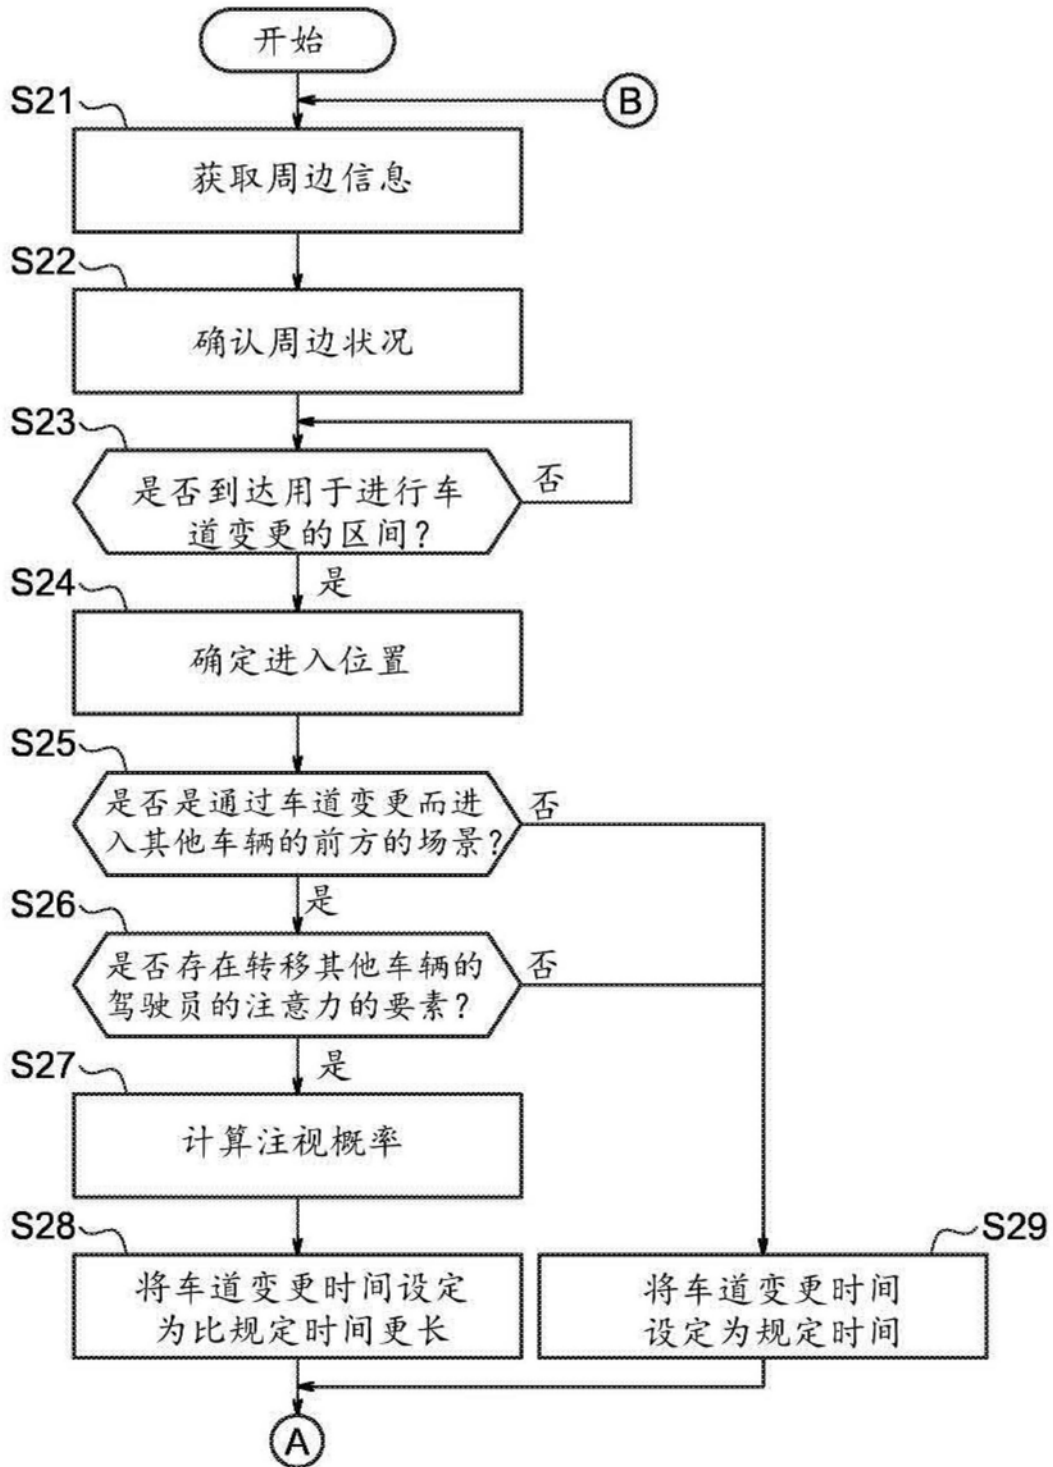 开始
B
S21
获取周边信息
S22
确认周边状况
S23
是否到达用于进行车
道变更的区间?
否
是
S24
确定进入位置
S25
是否是通过车道变更而进
入其他车辆的前方的场景?
否
是
S26
是否存在转移其他车辆的
驾驶员的注意力的要素?
否
是
S27
计算注视概率
S28
将车道变更时间设定
为比规定时间更长
S29
将车道变更时间
设定为规定时间
A